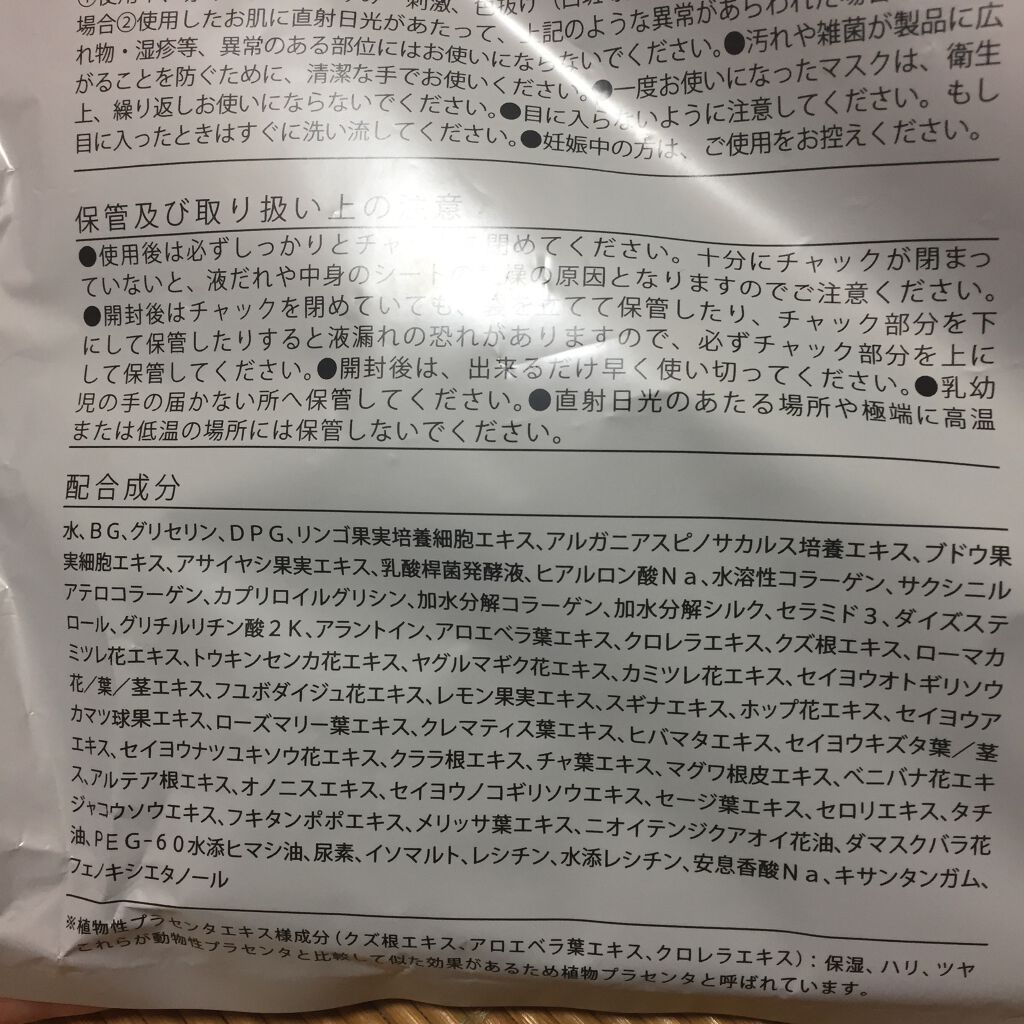 刺激、色抜け
場合②使用したお肌に直射日光があたって、上記のような異常があらわれた場合
れ物・湿疹等、異常のある部位にはお使いにならないでください。●汚れや雑菌が製品に広
がることを防ぐために、清潔な手でお使いください。●一度お使いになったマスクは、衛生
上、繰り返しお使いにならないでください。●目に入らないように注意してください。もし
目に入ったときはすぐに洗い流してください。●妊娠中の方は、ご使用をお控えください。
保管及び取り扱い上の注意
●使用後は必ずしっかりとチャ 閉めてください。十分にチャックが閉まっ
ていないと、液だれや中身のシートの 燥の原因となりますのでご注意ください。
●開封後はチャックを閉めていても、袋を立てて保管したり、チャック部分を下
にして保管したりすると液漏れの恐れがありますので、必ずチャック部分を上に
して保管してください。●開封後は、出来るだけ早く使い切ってください。●乳幼
児の手の届かない所へ保管してください。●直射日光のあたる場所や極端に高温
または低温の場所には保管しないでください。
配合成分
水、BG、グリセリン、DPG、リンゴ果実培養細胞エキス、アルガニアスピノサカルス培養エキス、ブドウ果
実細胞エキス、アサイヤシ果実エキス、乳酸桿菌発酵液、ヒアルロン酸Na、水溶性コラーゲン、サクシニル
アテロコラーゲン、カプリロイルグリシン、加水分解コラーゲン、加水分解シルク、セラミド3、ダイズステ
ロール、グリチルリチン酸2K、アラントイン、アロエベラ葉エキス、クロレラエキス、クズ根エキス、ローマカ
ミツレ花エキス、トウキンセンカ花エキス、ヤグルマギク花エキス、カミツレ花エキス、セイヨウオトギリソウ
花/葉/茎エキス、フユボダイジュ花エキス、レモン果実エキス、スギナエキス、ホップ花エキス、セイヨウア
カマツ球果エキス、ローズマリー葉エキス、クレマティス葉エキス、ヒバマタエキス、セイヨウキズタ葉/茎
エキス、セイヨウナツユキソウ花エキス、クララ根エキス、チャ葉エキス、マグワ根皮エキス、ベニバナ花エキ
ス、アルテア根エキス、オノニスエキス、セイヨウノコギリソウエキス、セージ葉エキス、セロリエキス、タチ
ジャコウソウエキス、フキタンポポエキス、メリッサ葉エキス、ニオイテンジクアオイ花油、ダマスクバラ花
油、PEG-60水添ヒマシ油、尿素、イソマルト、レシチン、水添レシチン、安息香酸Na、キサンタンガム、
フェノキシエタノール
※植物性プラセンタエキス様成分(クズ根エキス、アロエベラ葉エキス、クロレラエキス):保湿、ハリ、ツヤ
これらが動物性プラセンタと比較して似た効果があるため植物プラセンタと呼ばれています。